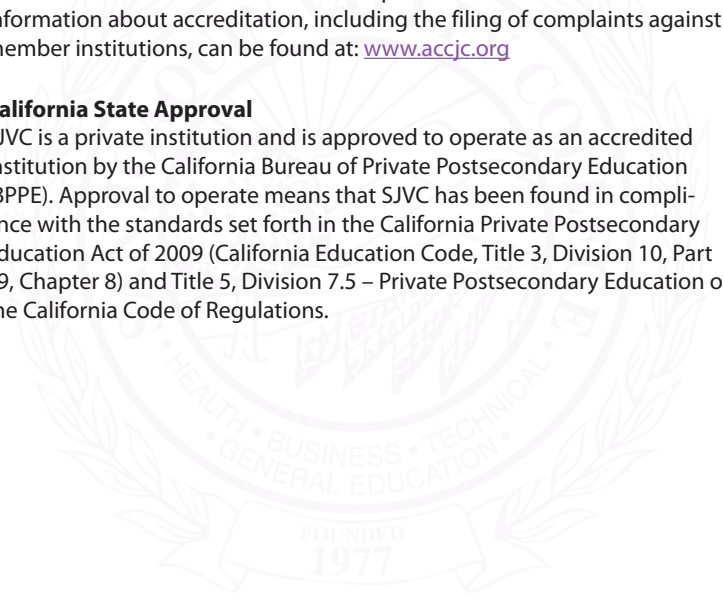 nformation about accreditation, including the filing of complaints against
nember institutions, can be found at: www.accjc.org
alifornia State Approval
JVC is a private institution and is approved to operate as an accredited
nstitution by the California Bureau of Private Postsecondary Education
BPPE). Approval to operate means that SJVC has been found in compli-
nce with the standards set forth in the California Private Postsecondary
ducation Act of 2009 (California Education Code, Title 3, Division 10, Part
9, Chapter 8) and Title 5, Division 7.5 – Private Postsecondary Education o
he California Code of Regulations.
• HEALTH • BUSINESS • TECHNICAL •
• GENERAL EDUCATION •
FOUNDED
1977